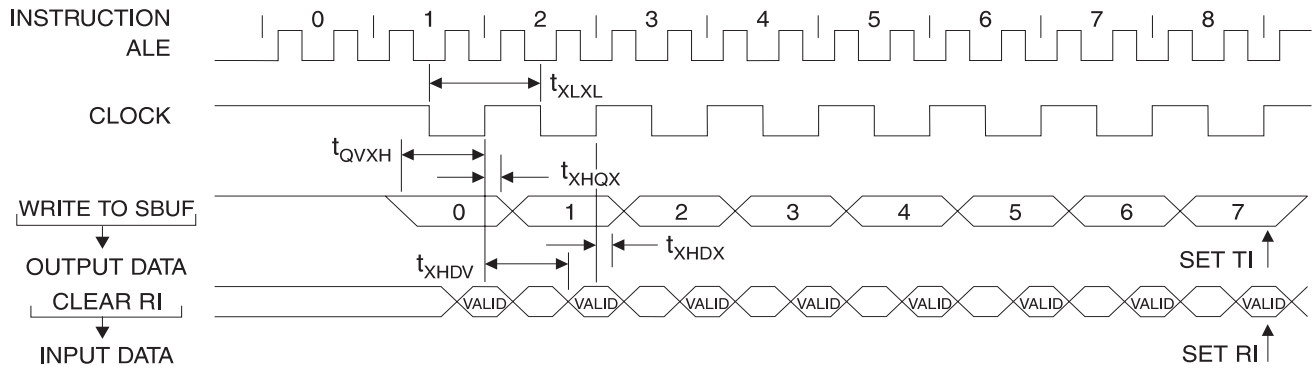 INSTRUCTION 0 1 2 3 4 5 6 7 8
ALE
tXLXL
CLOCK
tQVXH
tXHQX
WRITE TO SBUF 0 1 2 3 4 5 6 7
tXHDX
tXHDV
OUTPUT DATA SET TI
CLEAR RI VALID VALID VALID VALID VALID VALID VALID VALID
INPUT DATA SET RI